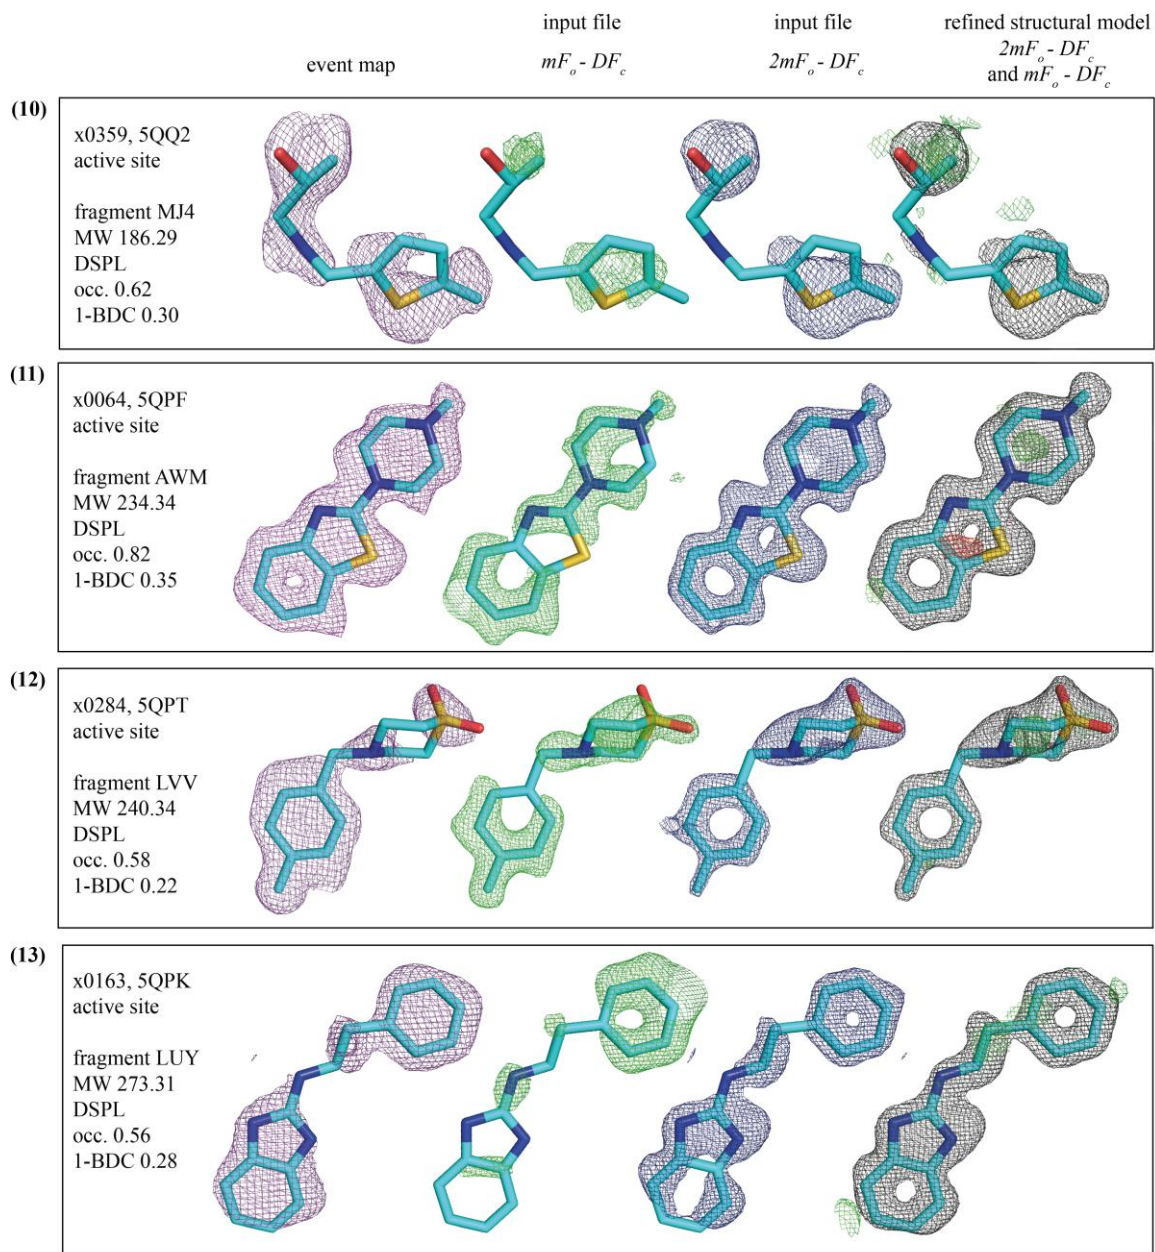 event map
input file
mFo - DFc
input file
2mFo - DFc
refined structural model
2mFo - DFc
and mFo - DFc
(10)
x0359, 5QQ2
active site
fragment MJ4
MW 186.29
DSPL
occ. 0.62
1-BDC 0.30
(11)
x0064, 5QPF
active site
fragment AWM
MW 234.34
DSPL
occ. 0.82
1-BDC 0.35
(12)
x0284, 5QPT
active site
fragment LVV
MW 240.34
DSPL
occ. 0.58
1-BDC 0.22
(13)
x0163, 5QPK
active site
fragment LUY
MW 273.31
DSPL
occ. 0.56
1-BDC 0.28